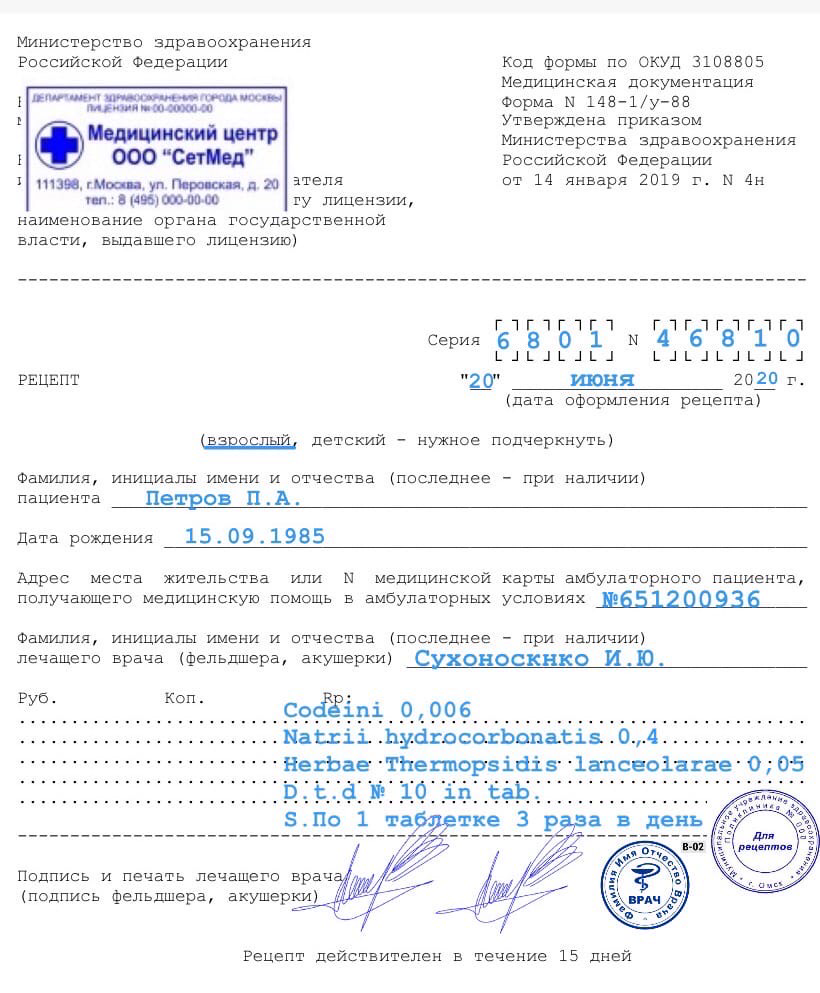 Министерство здравоохранения
Российской Федерации
Код формы по ОКУД 3108805
Медицинская документация
Форма N 148-1/у-88
Утверждена приказом
Министерства здравоохранения
Российской Федерации
от 14 января 2019 г. N 4н
ДЕПАРТАМЕНТ ЗДРАВООХРАНЕНИЯ ГОРОДА МОСКВЫ
ЛИЦЕНЗИЯ №00-00000-00
Медицинский центр
ООО “СетМед”
111398, г.Москва, ул. Перовская, д. 20
тел.: 8 (495) 000-00-00
ателя
ту лицензии,
наименование органа государственной
власти, выдавшего лицензию)
Серия 6801 N 46810
РЕЦЕПТ "20" июня 2020 г.
(дата оформления рецепта)
(взрослый, детский - нужное подчеркнуть)
Фамилия, инициалы имени и отчества (последнее - при наличии)
пациента Петров П.А.
Дата рождения 15.09.1985
Адрес места жительства или N медицинской карты амбулаторного пациента,
получающего медицинскую помощь в амбулаторных условиях №651200936
Фамилия, инициалы имени и отчества (последнее - при наличии)
лечащего врача (фельдшера, акушерки) Сухоноскнко И.Ю.
Руб. Коп. Rp:
Codeini 0,006
Natrii hydrocorbonatis 0,4
Herbae Thermopsidis lanceolarae 0,05
D.t.d № 10 in tab.
S.По 1 таблетке 3 раза в день
Муниципальное учреждение здравоохранения
Поликлиника № 000
Для
рецептов
г. Омск
В-02
Фамилия Имя Отчество Врача
ВРАЧ
Подпись и печать лечащего врача
(подпись фельдшера, акушерки)
Рецепт действителен в течение 15 дней